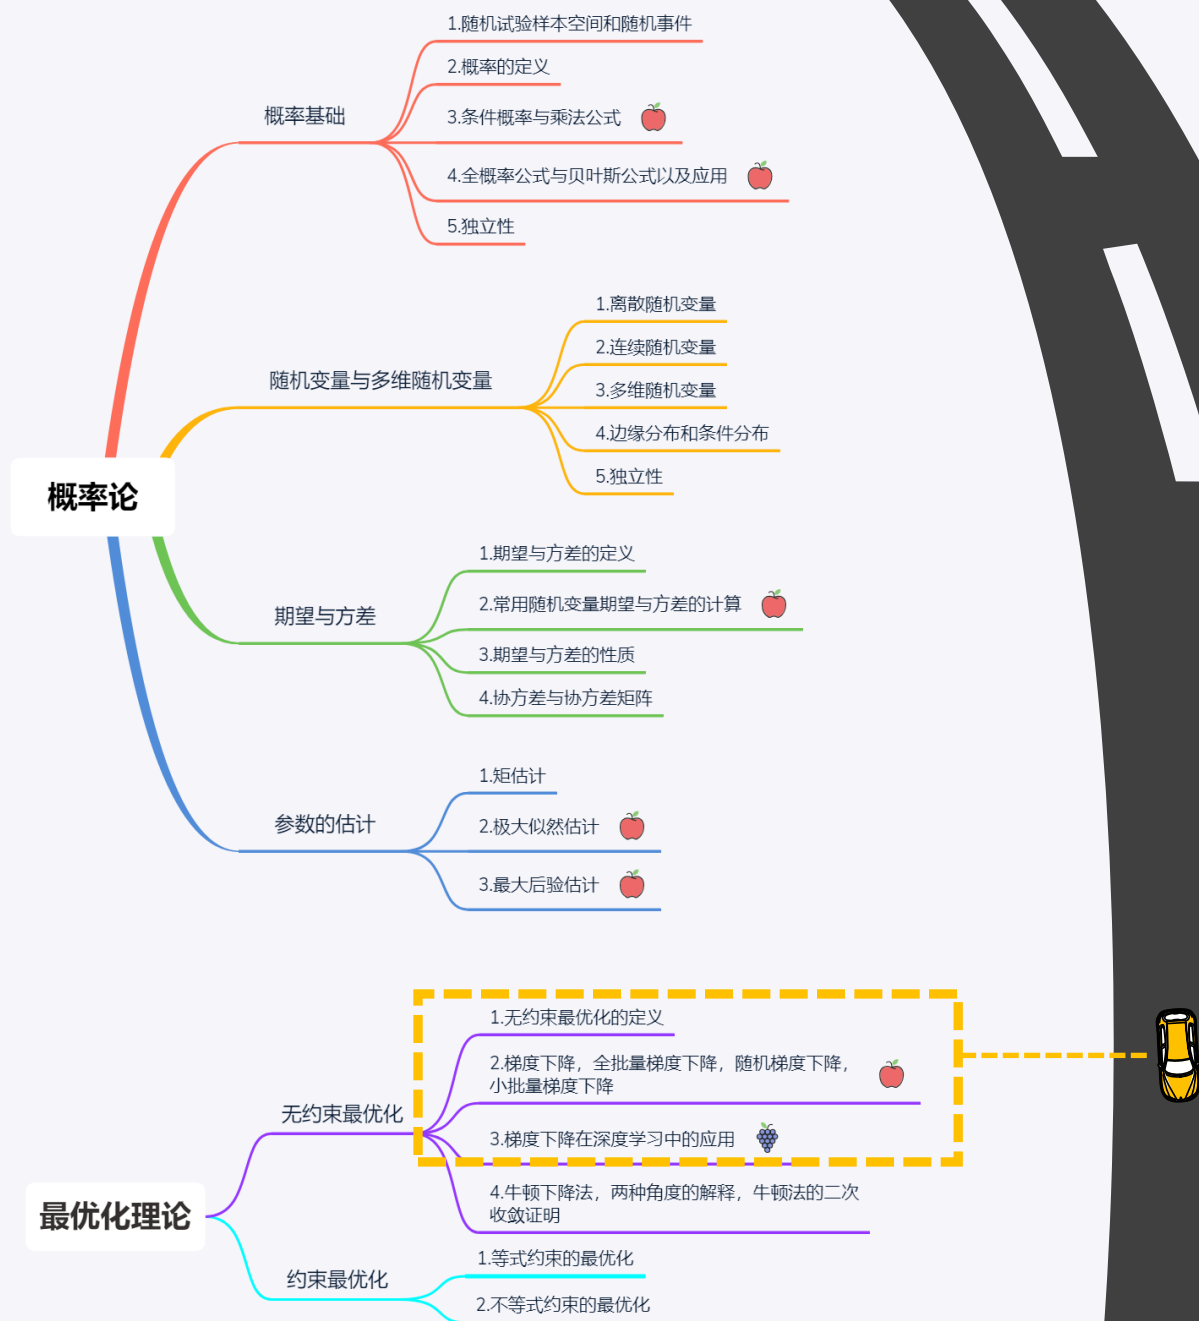 概率论
概率基础
1.随机试验样本空间和随机事件
2.概率的定义
3.条件概率与乘法公式
4.全概率公式与贝叶斯公式以及应用
5.独立性
随机变量与多维随机变量
1.离散随机变量
2.连续随机变量
3.多维随机变量
4.边缘分布和条件分布
5.独立性
期望与方差
1.期望与方差的定义
2.常用随机变量期望与方差的计算
3.期望与方差的性质
4.协方差与协方差矩阵
参数的估计
1.矩估计
2.极大似然估计
3.最大后验估计
最优化理论
无约束最优化
1.无约束最优化的定义
2.梯度下降，全批量梯度下降，随机梯度下降，
小批量梯度下降
3.梯度下降在深度学习中的应用
4.牛顿下降法，两种角度的解释，牛顿法的二次
收敛证明
约束最优化
1.等式约束的最优化
2.不等式约束的最优化